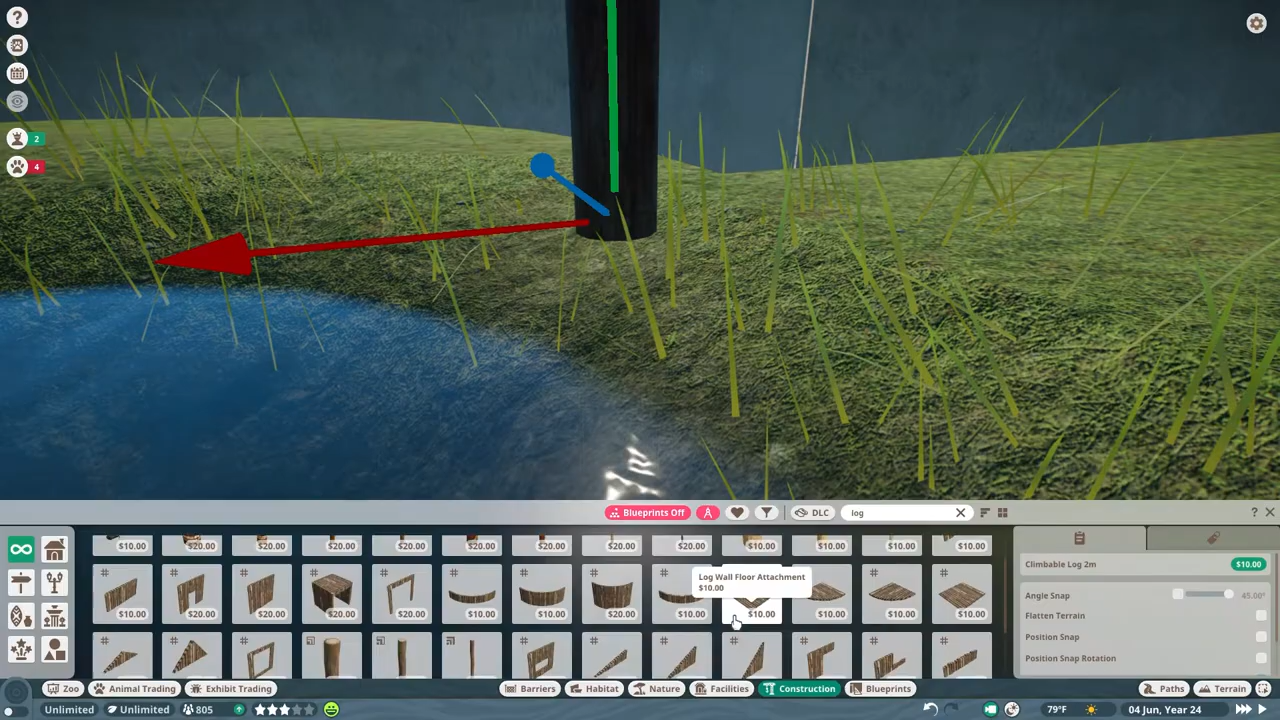 ?
2
4
Blueprints Off
DLC
log
?
$10.00 $20.00 $20.00 $20.00 $20.00 $10.00 $10.00 $20.00 $20.00 $10.00 $10.00 $10.00 $10.00
Log Wall Floor Attachment
$10.00
$10.00 $20.00 $20.00 $20.00 $20.00 $10.00 $10.00 $20.00 $10.00 $10.00 $10.00 $10.00 $10.00
Climbable Log 2m $10.00
Angle Snap 45.00°
Flatten Terrain
Position Snap
Position Snap Rotation
Zoo Animal Trading Exhibit Trading Barriers Habitat Nature Facilities Construction Blueprints Paths Terrain
Unlimited Unlimited 805 79°F 04 Jun, Year 24